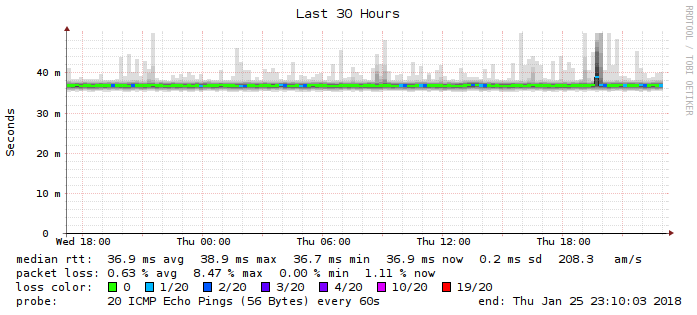 Last 30 Hours
RRDTOOL / TOBI OETIKER
Seconds
40 m
30 m
20 m
10 m
0
Wed 18:00 Thu 00:00 Thu 06:00 Thu 12:00 Thu 18:00
median rtt: 36.9 ms avg 38.9 ms max 36.7 ms min 36.9 ms now 0.2 ms sd 208.3 am/s
packet loss: 0.63 % avg 8.47 % max 0.00 % min 1.11 % now
loss color: 0 1/20 2/20 3/20 4/20 10/20 19/20
probe: 20 ICMP Echo Pings (56 Bytes) every 60s end: Thu Jan 25 23:10:03 2018